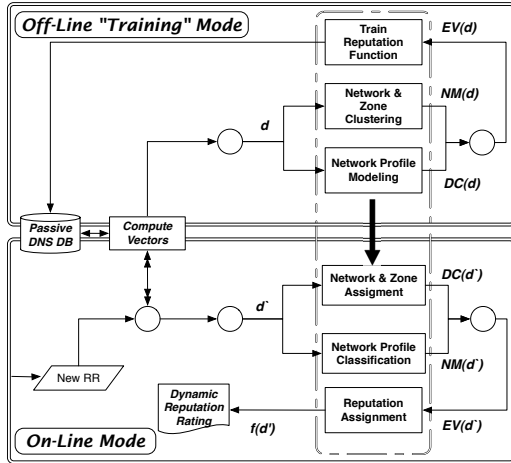 Off-Line "Training" Mode
Train
Reputation
Function
EV(d)
Network &
Zone
Clustering
NM(d)
d
Network Profile
Modeling
DC(d)
Passive
DNS DB
Compute
Vectors
Network & Zone
Assigment
DC(d`)
d`
Network Profile
Classification
NM(d`)
New RR
Dynamic
Reputation
Rating
f(d')
Reputation
Assignment
EV(d`)
On-Line Mode